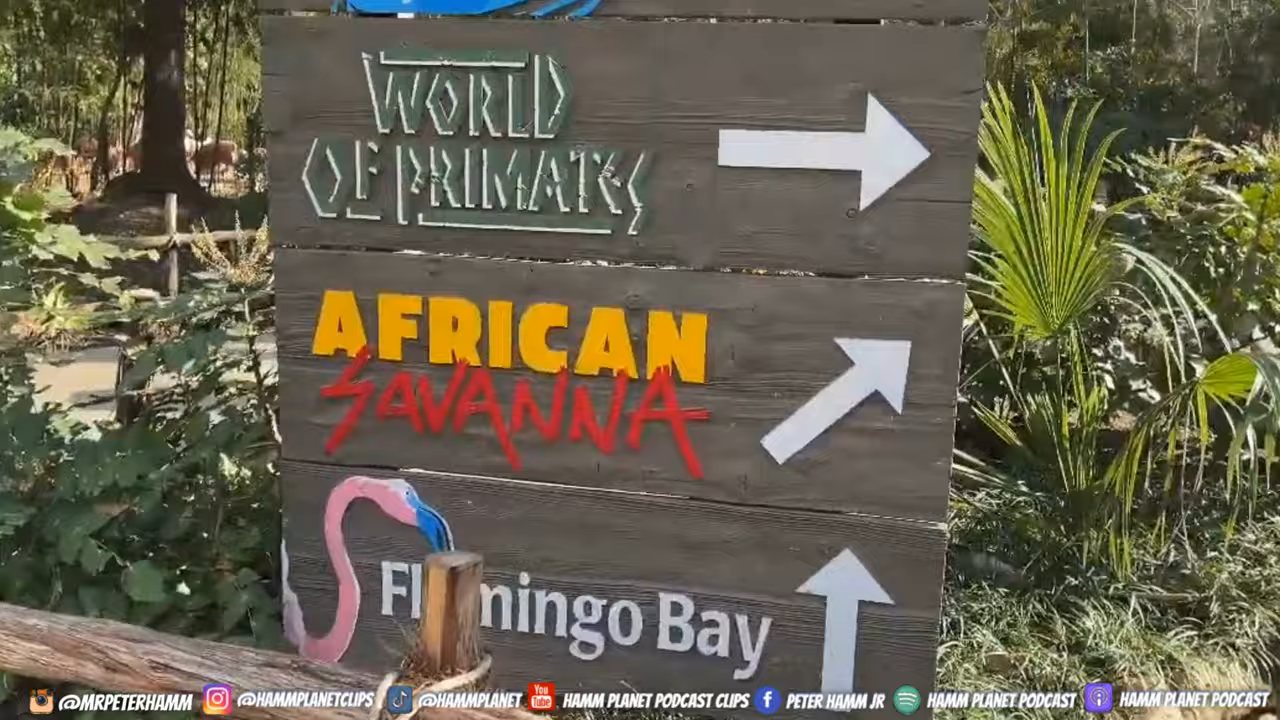 WORLD
OF PRIMATES
AFRICAN
SAVANNA
Flamingo Bay
@MRPETERHAMM @HAMMPLANETCLIPS @HAMMPLANET HAMM PLANET PODCAST CLIPS PETER HAMM JR HAMM PLANET PODCAST HAMM PLANET PODCAST